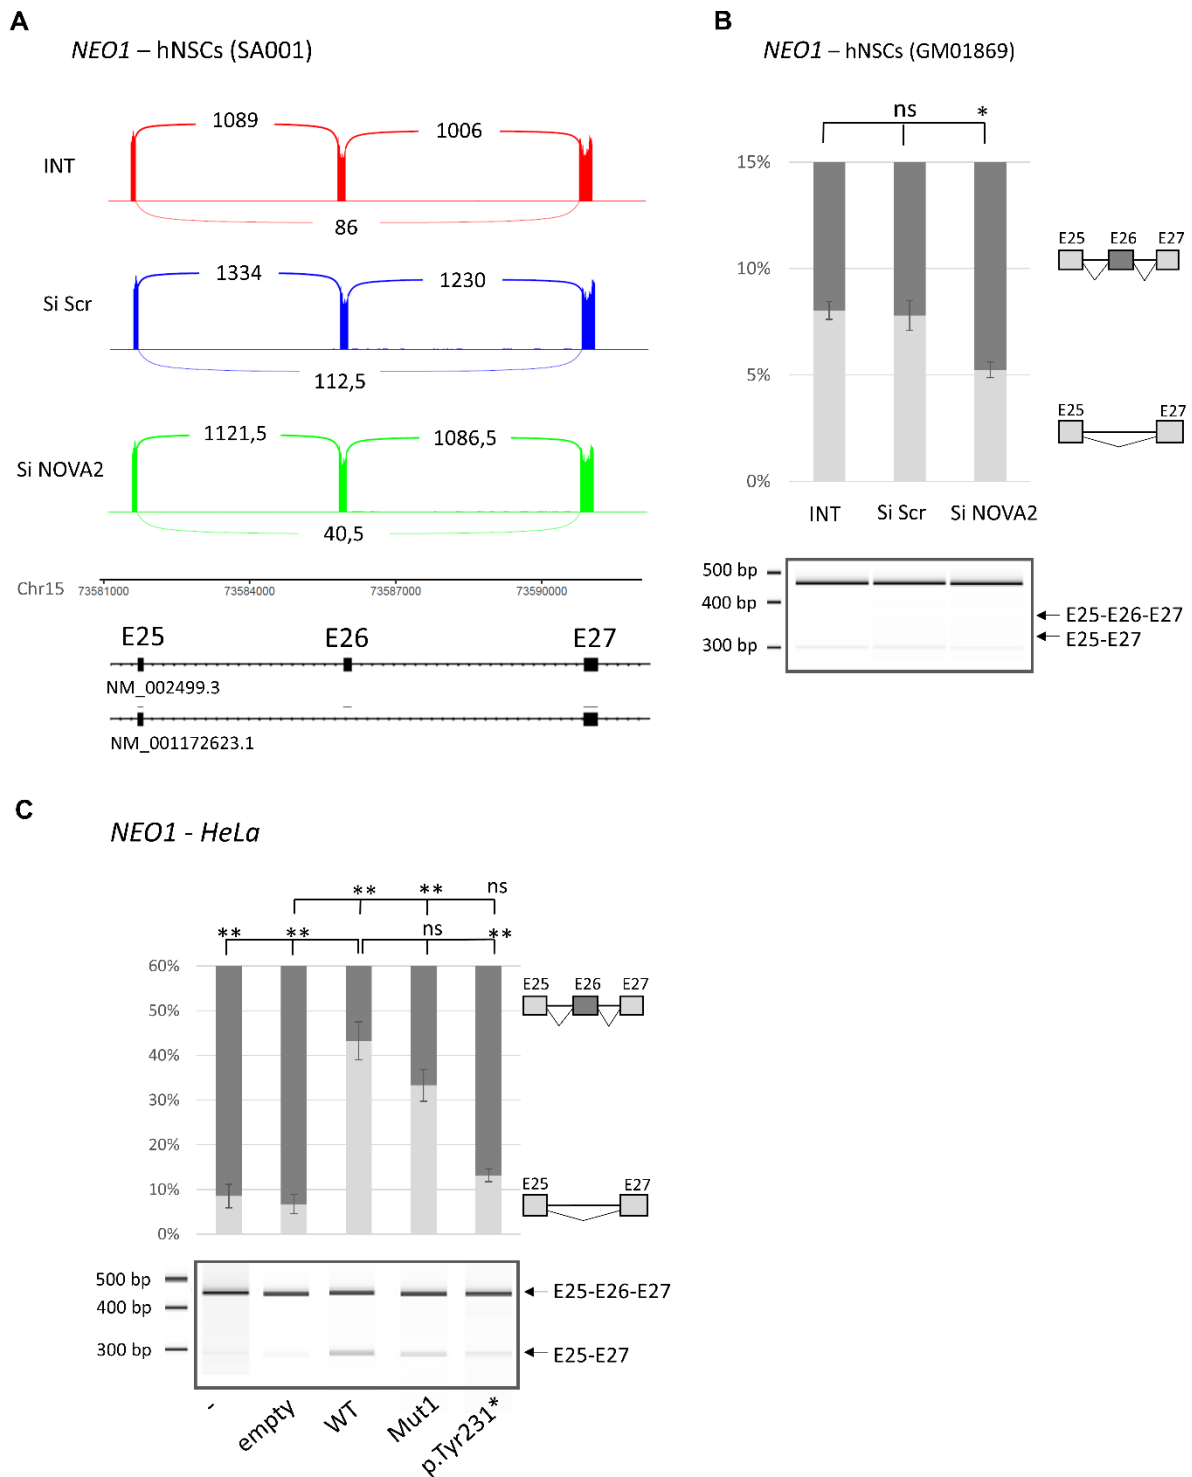 A
NEO1 – hNSCs (SA001)
INT
1089
1006
86
Si Scr
1334
1230
112,5
Si NOVA2
1121,5
1086,5
40,5
Chr15
73581000 73584000 73587000 73590000
E25 E26 E27
NM_002499.3
NM_001172623.1
B
NEO1 – hNSCs (GM01869)
ns *
15%
10%
5%
0%
INT Si Scr Si NOVA2
E25 E26 E27
E25 E27
500 bp
400 bp
300 bp
E25-E26-E27
E25-E27
C
NEO1 - HeLa
** ** ns
** ** ns **
60%
50%
40%
30%
20%
10%
0%
E25 E26 E27
E25 E27
500 bp
400 bp
300 bp
E25-E26-E27
E25-E27
- empty WT Mut1 p.Tyr231*